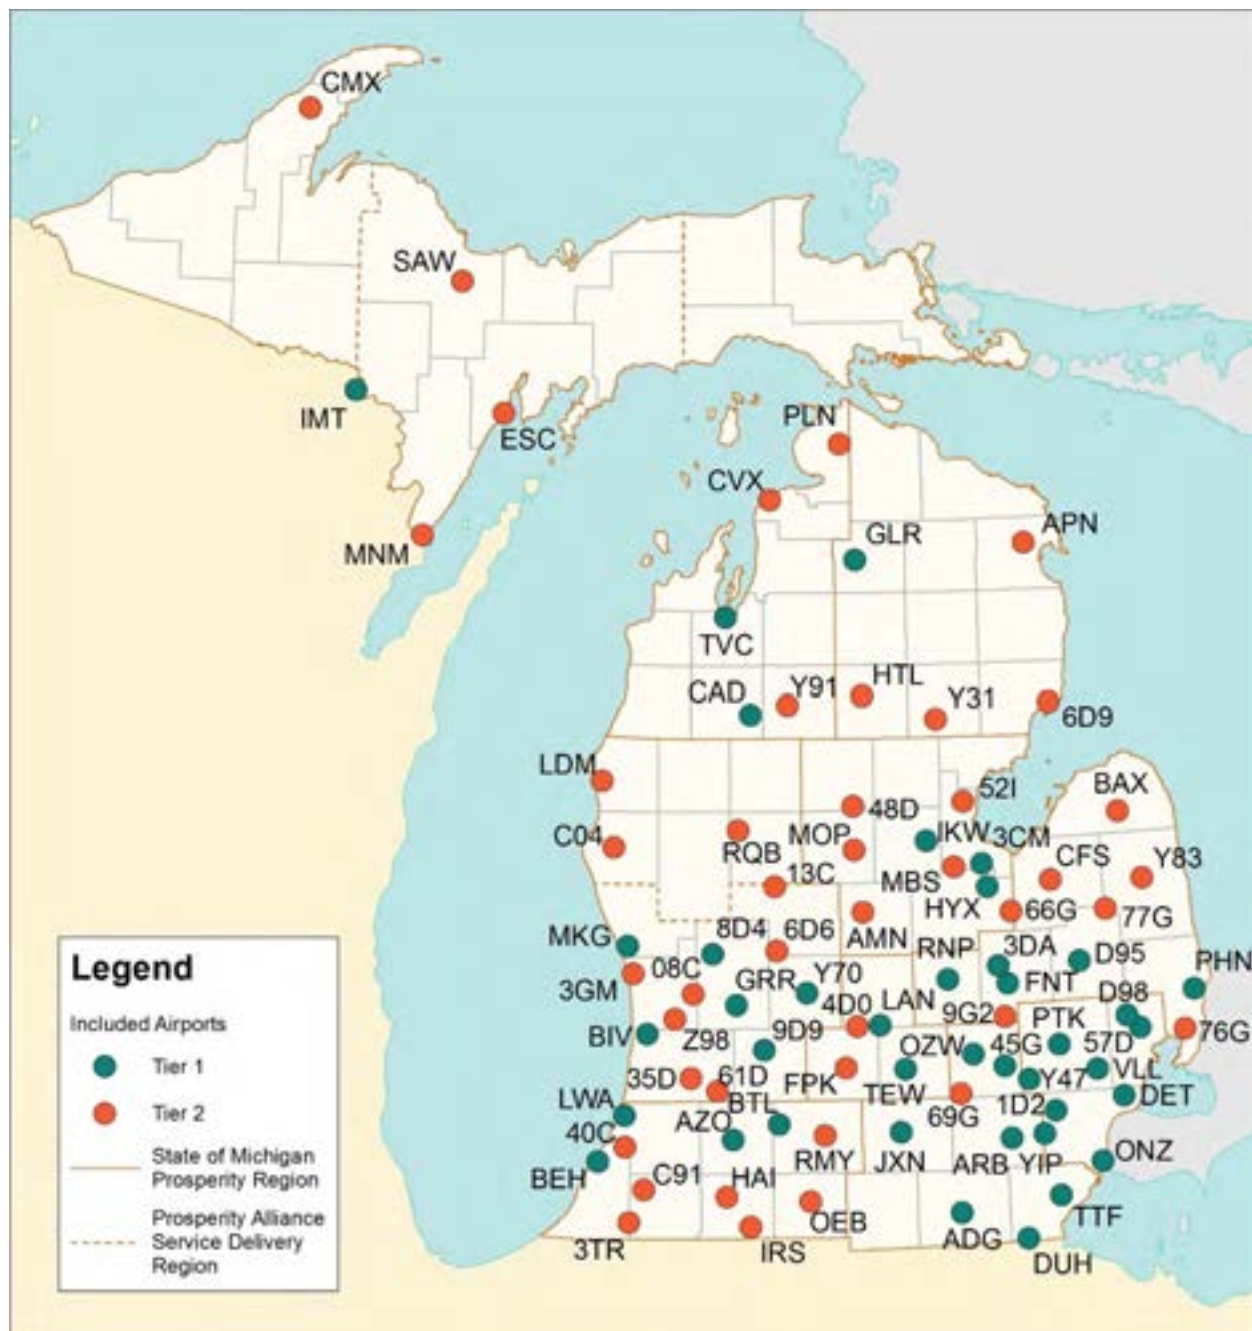 CMX
SAW
IMT
ESC
MNM
PLN
CVX
GLR
APN
TVC
CAD
Y91
HTL
Y31
6D9
LDM
52I
BAX
48D
C04
RQB
MOP
IKW
3CM
CFS
Y83
13C
MBS
HYX
66G
77G
MKG
8D4
6D6
AMN
RNP
3DA
D95
PHN
3GM
08C
GRR
Y70
4D0
LAN
FNT
9G2
D98
BIV
Z98
9D9
OZW
45G
PTK
57D
76G
35D
61D
FPK
TEW
Y47
VLL
LWA
BTL
69G
1D2
DET
40C
AZO
RMY
JXN
ARB
YIP
ONZ
BEH
C91
HAI
OEB
ADG
TTF
3TR
IRS
DUH
Legend
Included Airports
Tier 1
Tier 2
State of Michigan
Prosperity Region
Prosperity Alliance
Service Delivery
Region